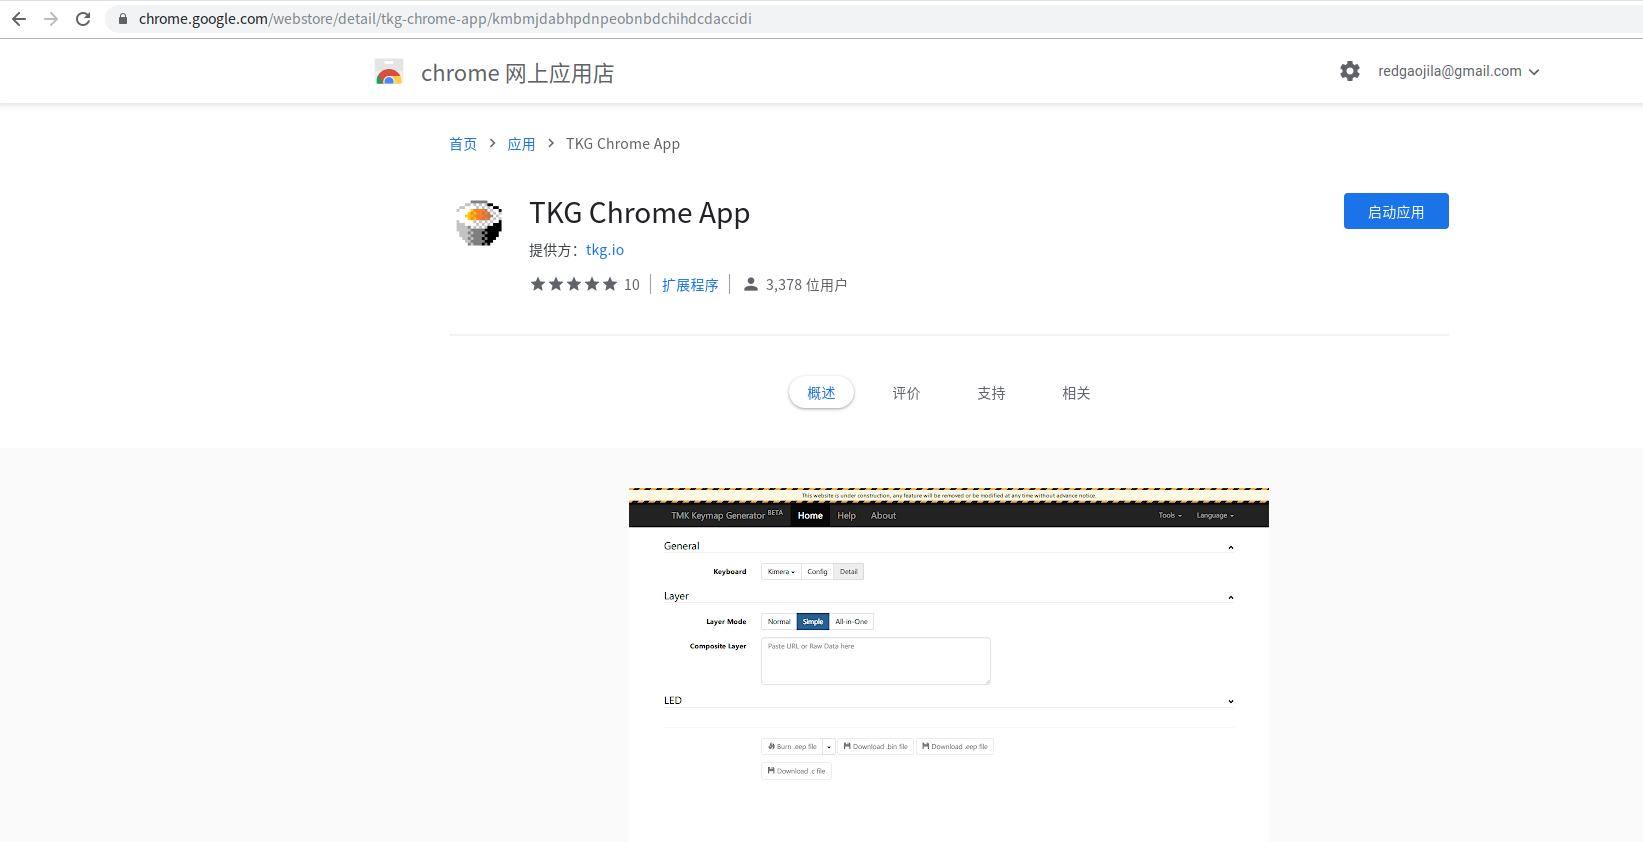 chrome.google.com/webstore/detail/tkg-chrome-app/kmbmjdabhpdnpeobnbdchihdcdaccidi
chrome 网上应用店
redgaojila@gmail.com
首页 > 应用 > TKG Chrome App
TKG Chrome App
启动应用
提供方：tkg.io
10 扩展程序 3,378 位用户
概述 评价 支持 相关
This website is under construction, any feature will be removed or be modified at any time without advance notice.
TMK Keymap Generator BETA Home Help About Tools Language
General
Keyboard Kimera Config Detail
Layer
Layer Mode Normal Simple All-in-One
Composite Layer Paste URL or Raw Data here
LED
Burn .eep file Download .bin file Download .eep file
Download .c file